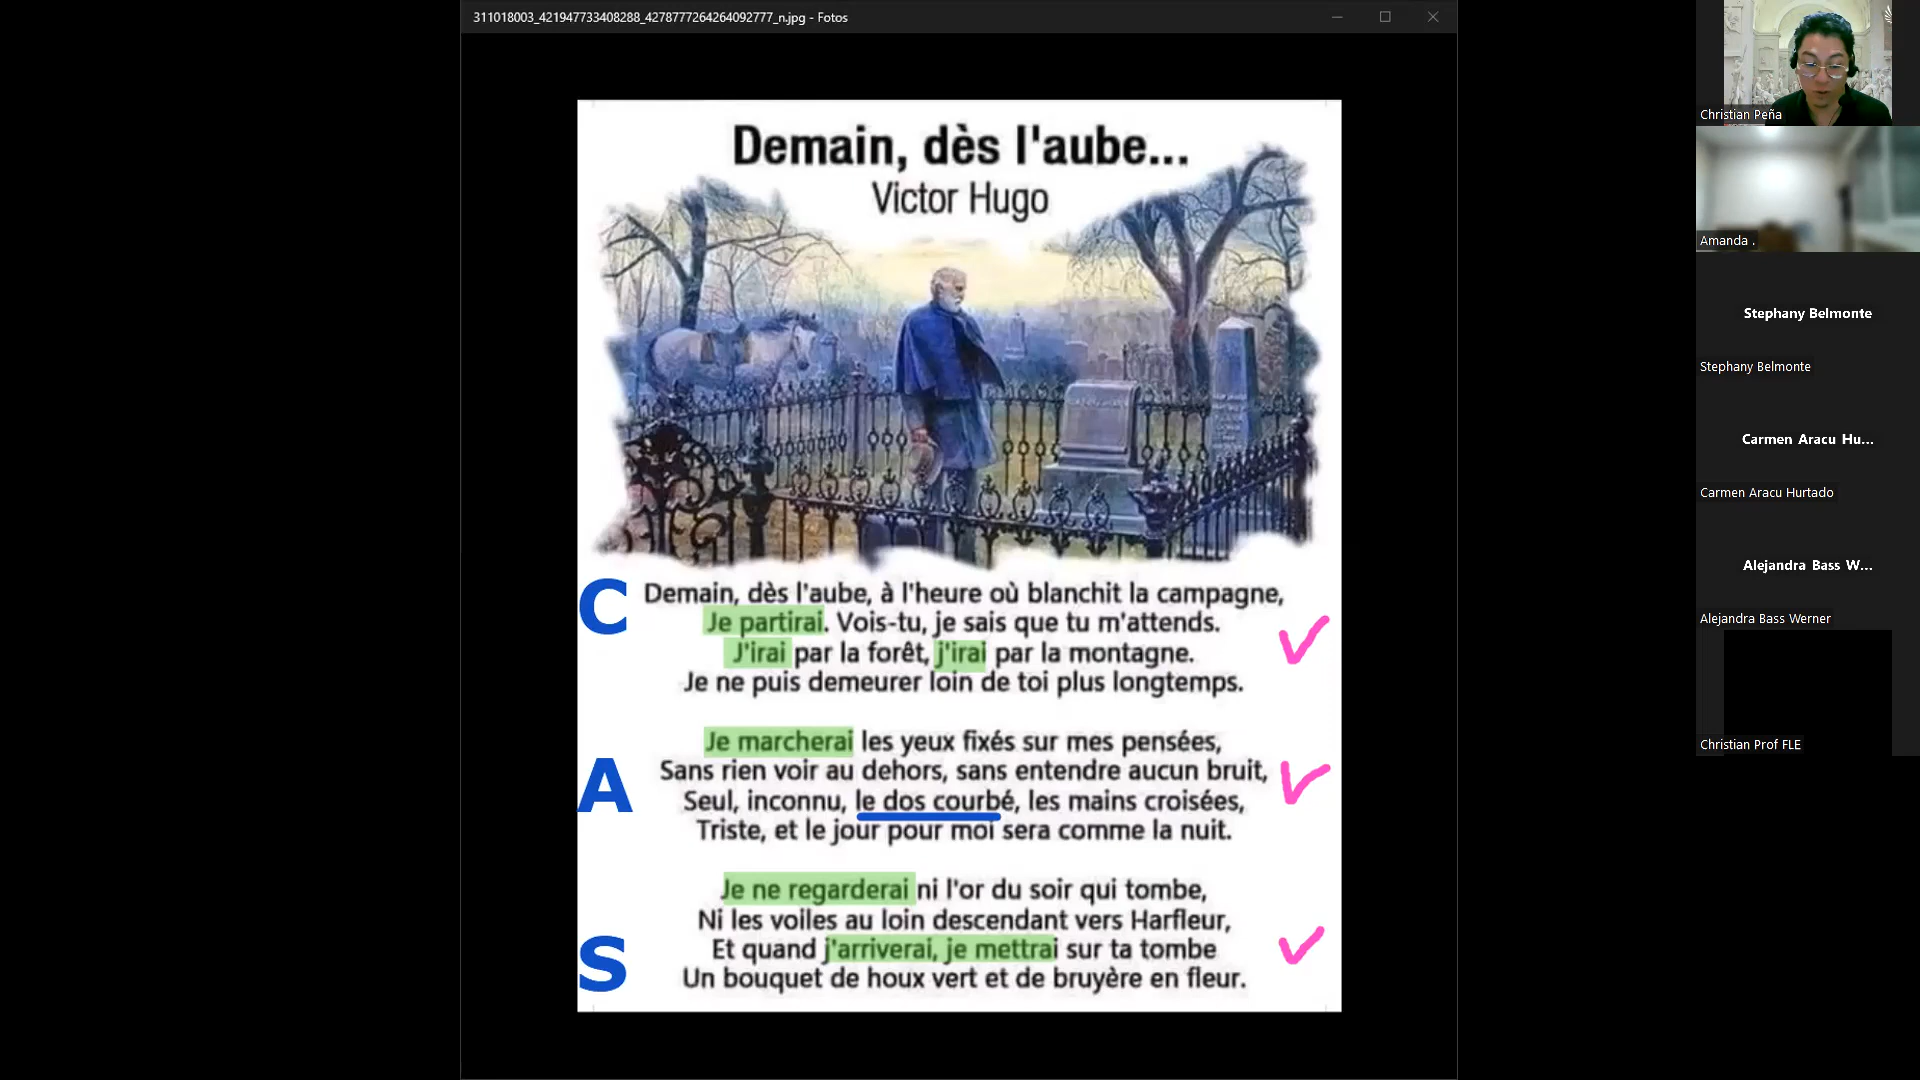 311018003_421947733408288_4278777264264092777_n.jpg - Fotos
Demain, dès l'aube...
Victor Hugo
C
Demain, dès l'aube, à l'heure où blanchit la campagne,
Je partirai. Vois-tu, je sais que tu m'attends.
J'irai par la forêt, j'irai par la montagne.
Je ne puis demeurer loin de toi plus longtemps.
A
Je marcherai les yeux fixés sur mes pensées,
Sans rien voir au dehors, sans entendre aucun bruit,
Seul, inconnu, le dos courbé, les mains croisées,
Triste, et le jour pour moi sera comme la nuit.
S
Je ne regarderai ni l'or du soir qui tombe,
Ni les voiles au loin descendant vers Harfleur,
Et quand j'arriverai, je mettrai sur ta tombe
Un bouquet de houx vert et de bruyère en fleur.
Christian Peña
Amanda .
Stephany Belmonte
Stephany Belmonte
Carmen Aracu Hu...
Carmen Aracu Hurtado
Alejandra Bass W...
Alejandra Bass Werner
Christian Prof FLE